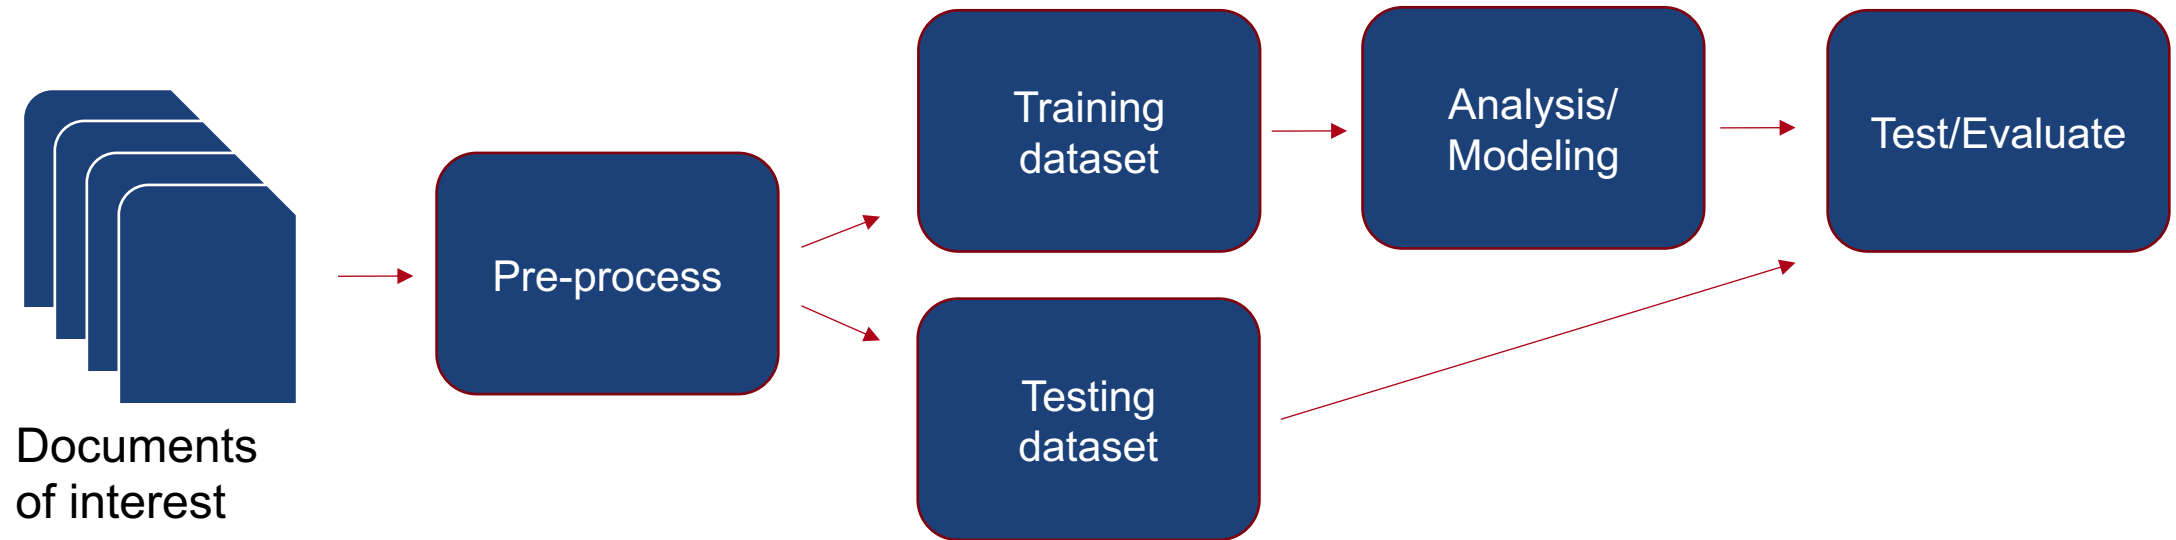 Documents
of interest
Pre-process
Training
dataset
Testing
dataset
Analysis/
Modeling
Test/Evaluate